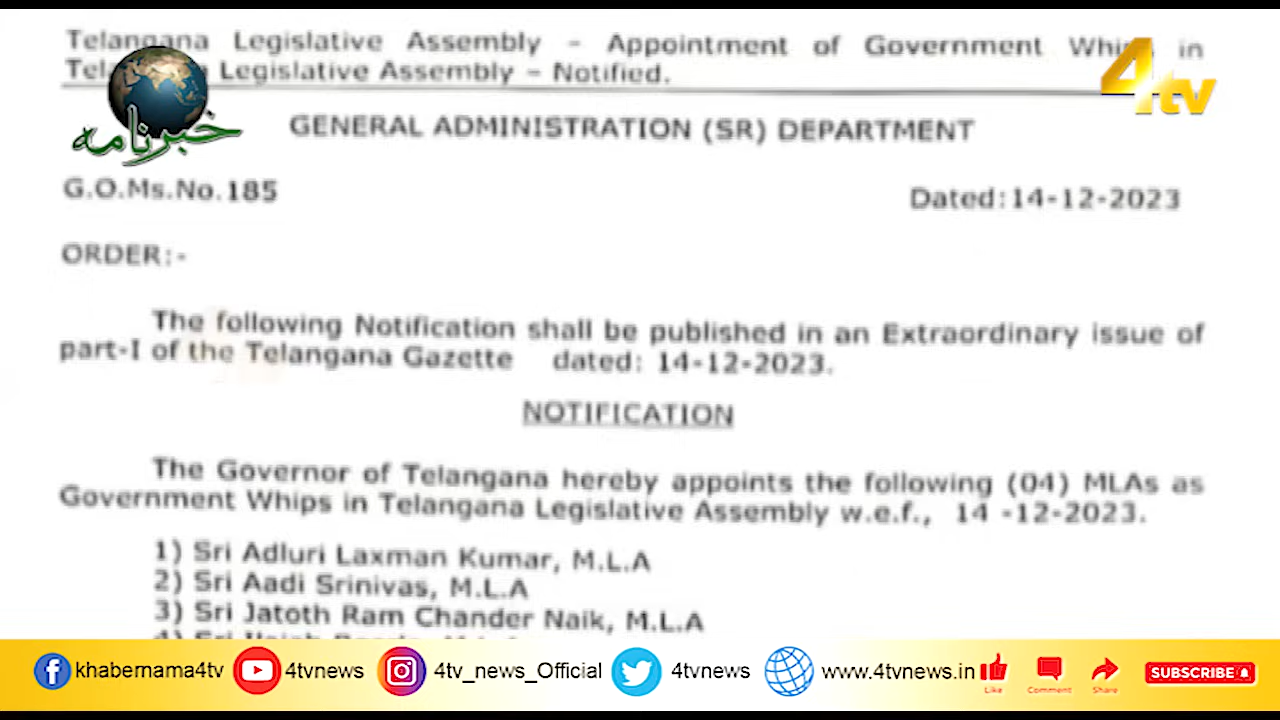 Telangana Legislative Assembly – Appointment of Government Whips in
Legislative Assembly – Notified.
4tv
خبرنامه
GENERAL ADMINISTRATION (SR) DEPARTMENT
G.O.Ms.No.185
Dated:14-12-2023
ORDER:-
The following Notification shall be published in an Extraordinary issue of
part-I of the Telangana Gazette dated: 14-12-2023.
NOTIFICATION
The Governor of Telangana hereby appoints the following (04) MLAs as
Government Whips in Telangana Legislative Assembly w.e.f., 14 -12-2023.
1) Sri Adluri Laxman Kumar, M.L.A
2) Sri Aadi Srinivas, M.L.A
3) Sri Jatoth Ram Chander Naik, M.L.A
4) Sri
khabernama4tv
4tvnews
4tv_news_Official
4tvnews
www.4tvnews.in
Like
Comment
Share
SUBSCRIBE